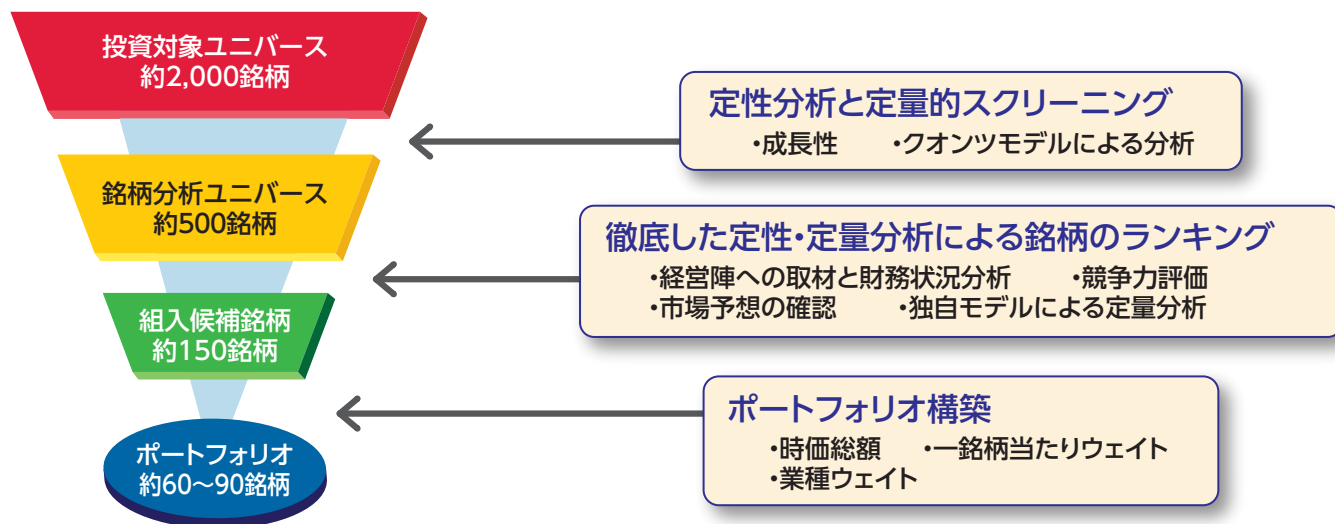 投資対象ユニバース
約2,000銘柄
定性分析と定量的スクリーニング
・成長性　・クオンツモデルによる分析
銘柄分析ユニバース
約500銘柄
徹底した定性・定量分析による銘柄のランキング
・経営陣への取材と財務状況分析　・競争力評価
・市場予想の確認　・独自モデルによる定量分析
組入候補銘柄
約150銘柄
ポートフォリオ構築
・時価総額　・一銘柄当たりウェイト
・業種ウェイト
ポートフォリオ
約60～90銘柄